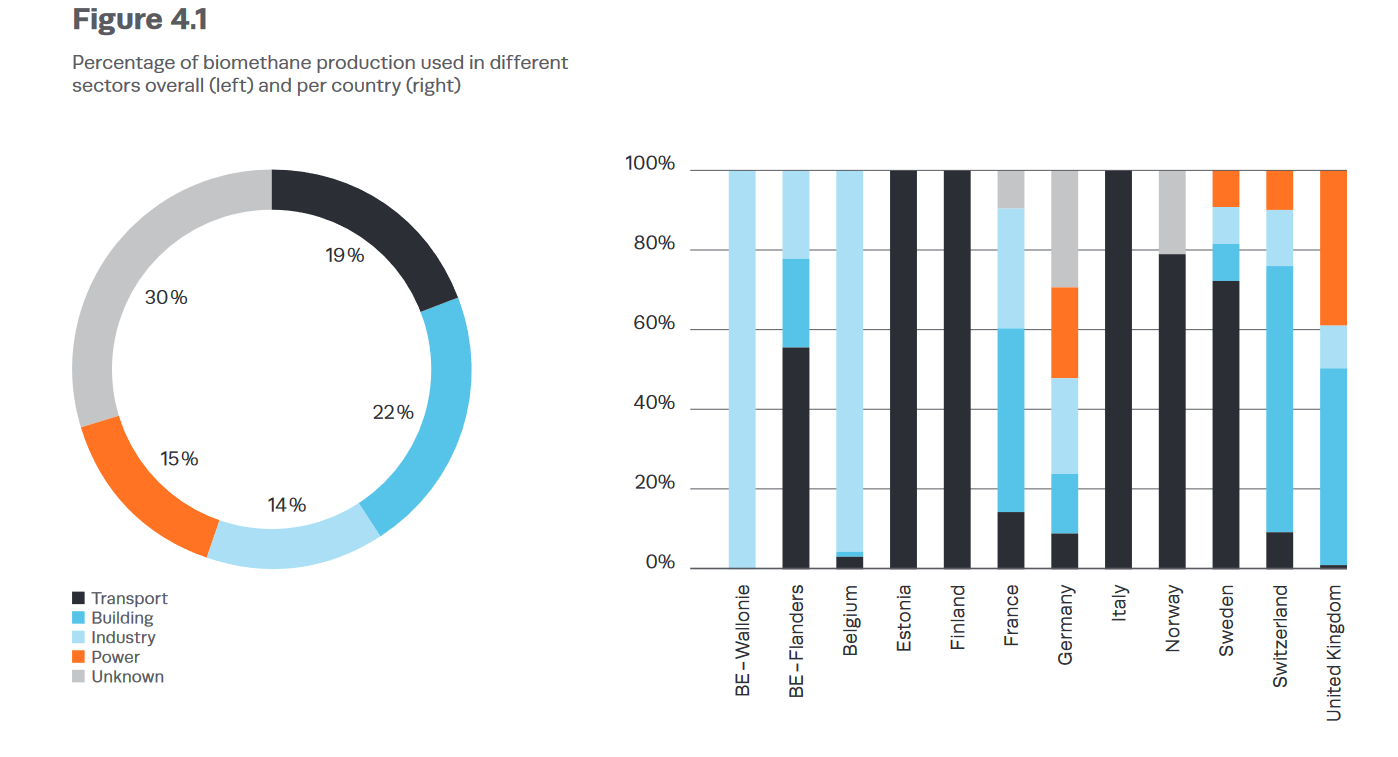 Figure 4.1
Percentage of biomethane production used in different
sectors overall (left) and per country (right)
19%
22%
14%
15%
30%
Transport
Building
Industry
Power
Unknown
100%
80%
60%
40%
20%
0%
BE – Wallonie
BE – Flanders
Belgium
Estonia
Finland
France
Germany
Italy
Norway
Sweden
Switzerland
United Kingdom